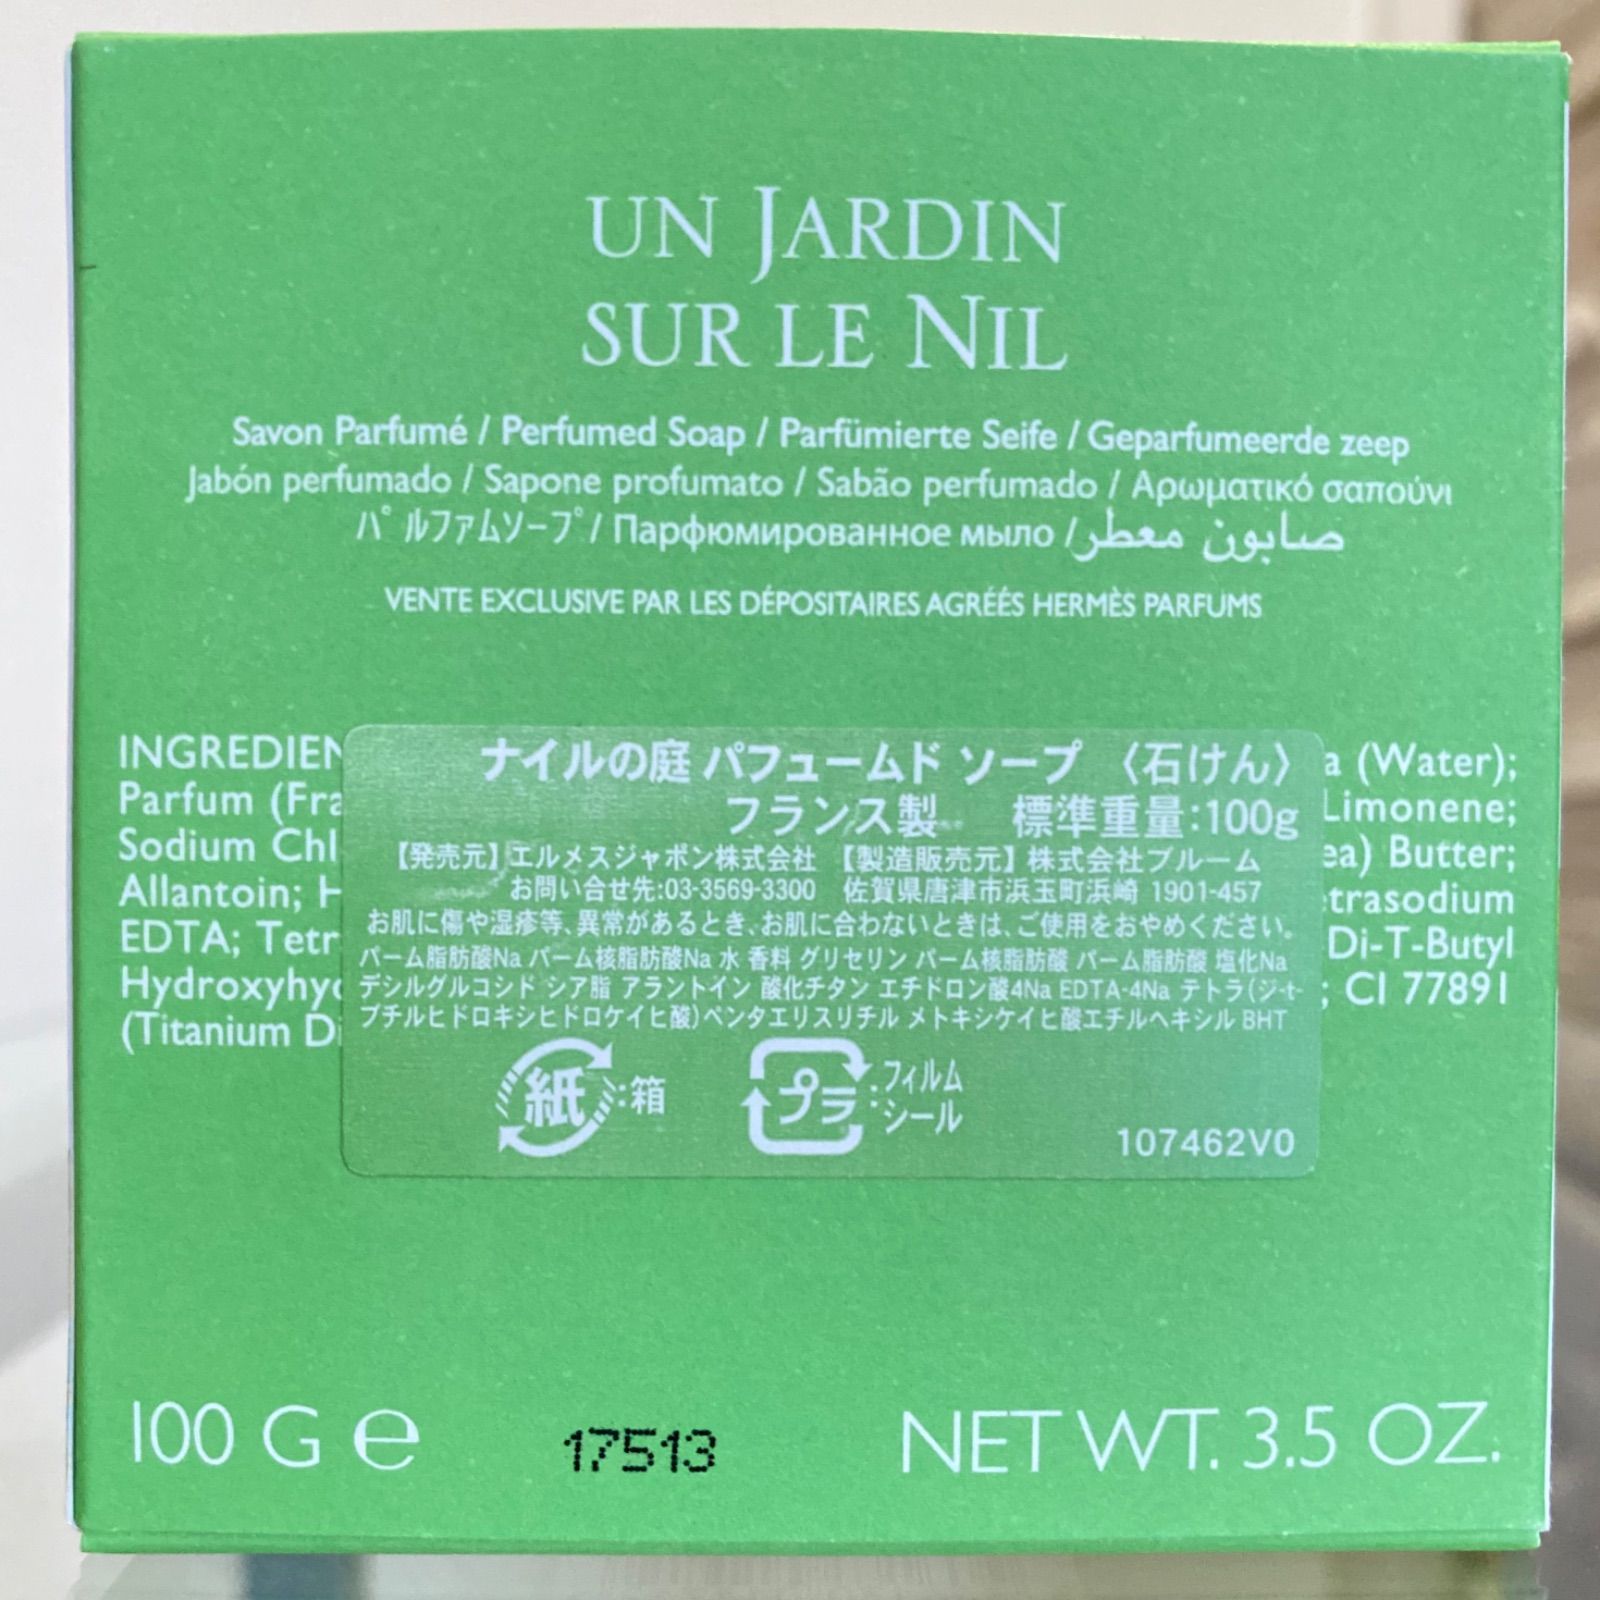 UN JARDIN
SUR LE NIL
Savon Parfumé / Perfumed Soap / Parfümierte Seife / Geparfumeerde zeep
Jabón perfumado / Sapone profumato / Sabão perfumado / Αρωματικό σαπούνι
パルファムソープ / Парфюмированное мыло / صابون معطر
VENTE EXCLUSIVE PAR LES DÉPOSITAIRES AGRÉÉS HERMÈS PARFUMS
INGREDIEN
a (Water);
Parfum (Fra
Limonene;
Sodium Chl
ea) Butter;
Allantoin; H
etrasodium
EDTA; Tetr
Di-T-Butyl
Hydroxyhyd
; CI 77891
(Titanium Di
ナイルの庭 パフュームド ソープ 〈石けん〉
フランス製 標準重量:100g
【発売元】エルメスジャポン株式会社 【製造販売元】株式会社ブルーム
お問い合せ先:03-3569-3300 佐賀県唐津市浜玉町浜崎 1901-457
お肌に傷や湿疹等、異常があるとき、お肌に合わないときは、ご使用をおやめください。
パーム脂肪酸Na パーム核脂肪酸Na 水 香料 グリセリン パーム核脂肪酸 パーム脂肪酸 塩化Na
デシルグルコシド シア脂 アラントイン 酸化チタン エチドロン酸4Na EDTA-4Na テトラ(ジ-t-
ブチルヒドロキシヒドロケイヒ酸)ペンタエリスリチル メトキシケイヒ酸エチルヘキシル BHT
紙:箱 プラ:フィルム
シール
107462V0
100 G e 17513 NET WT. 3.5 OZ.